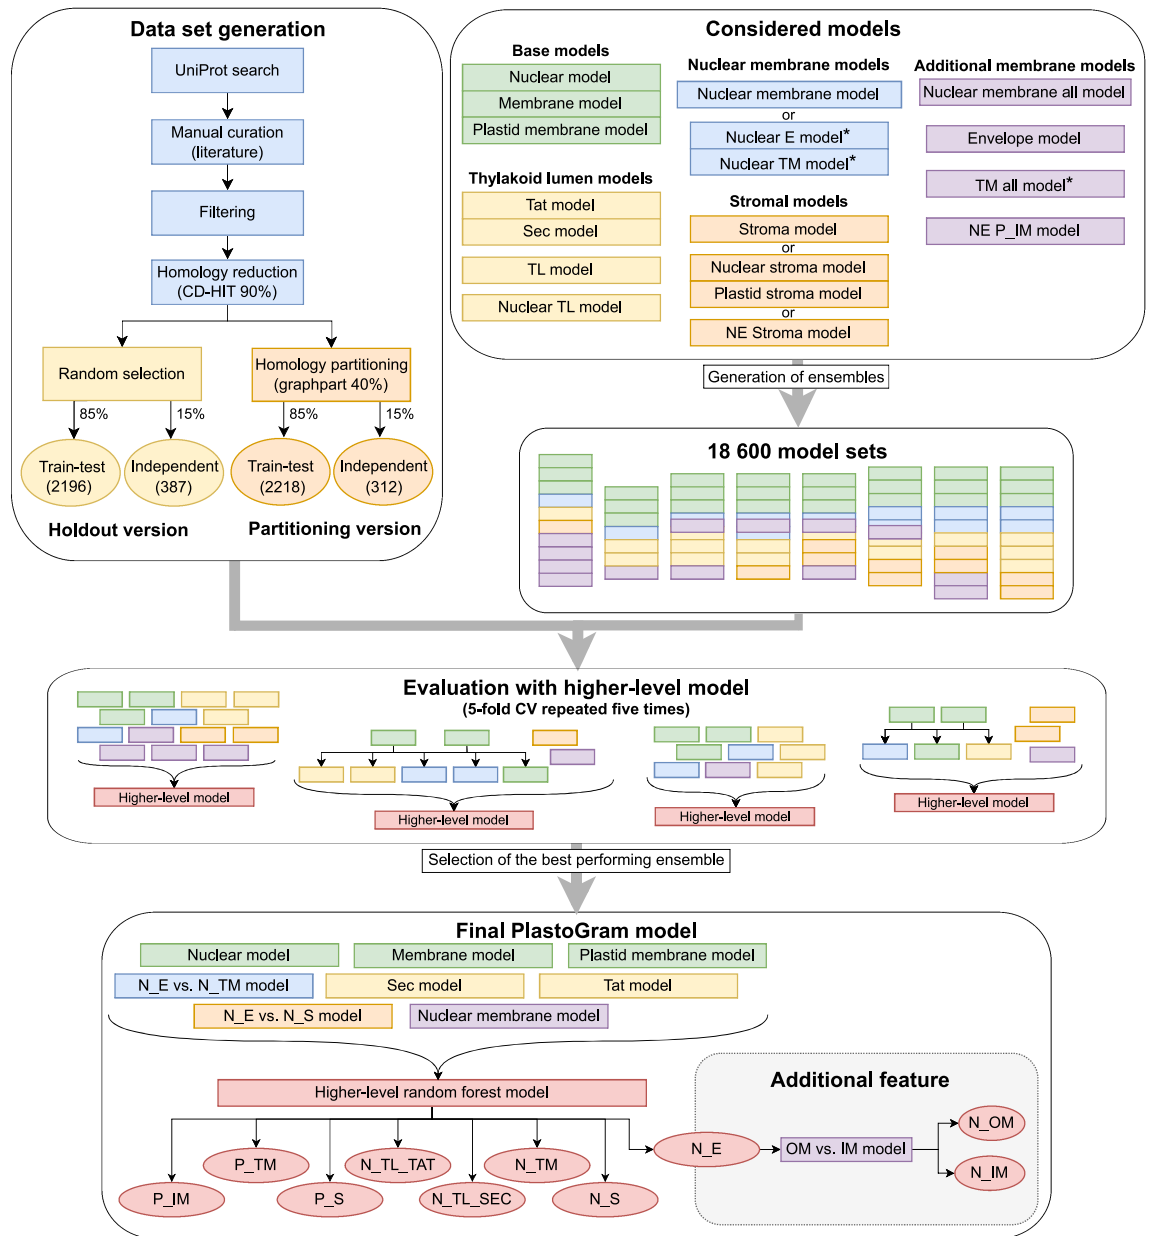 Data set generation
UniProt search
Manual curation
(literature)
Filtering
Homology reduction
(CD-HIT 90%)
Random selection
Homology partitioning
(graphpart 40%)
85%
15%
85%
15%
Train-test
(2196)
Independent
(387)
Train-test
(2218)
Independent
(312)
Holdout version
Partitioning version
Considered models
Base models
Nuclear model
Membrane model
Plastid membrane model
Thylakoid lumen models
Tat model
Sec model
TL model
Nuclear TL model
Nuclear membrane models
Nuclear membrane model
or
Nuclear E model*
Nuclear TM model*
Stromal models
Stroma model
or
Nuclear stroma model
Plastid stroma model
or
NE Stroma model
Additional membrane models
Nuclear membrane all model
Envelope model
TM all model*
NE P_IM model
Generation of ensembles
18 600 model sets
Evaluation with higher-level model
(5-fold CV repeated five times)
Higher-level model
Higher-level model
Higher-level model
Higher-level model
Selection of the best performing ensemble
Final PlastoGram model
Nuclear model
Membrane model
Plastid membrane model
N_E vs. N_TM model
Sec model
Tat model
N_E vs. N_S model
Nuclear membrane model
Higher-level random forest model
P_IM
P_TM
P_S
N_TL_TAT
N_TL_SEC
N_TM
N_S
N_E
Additional feature
OM vs. IM model
N_OM
N_IM